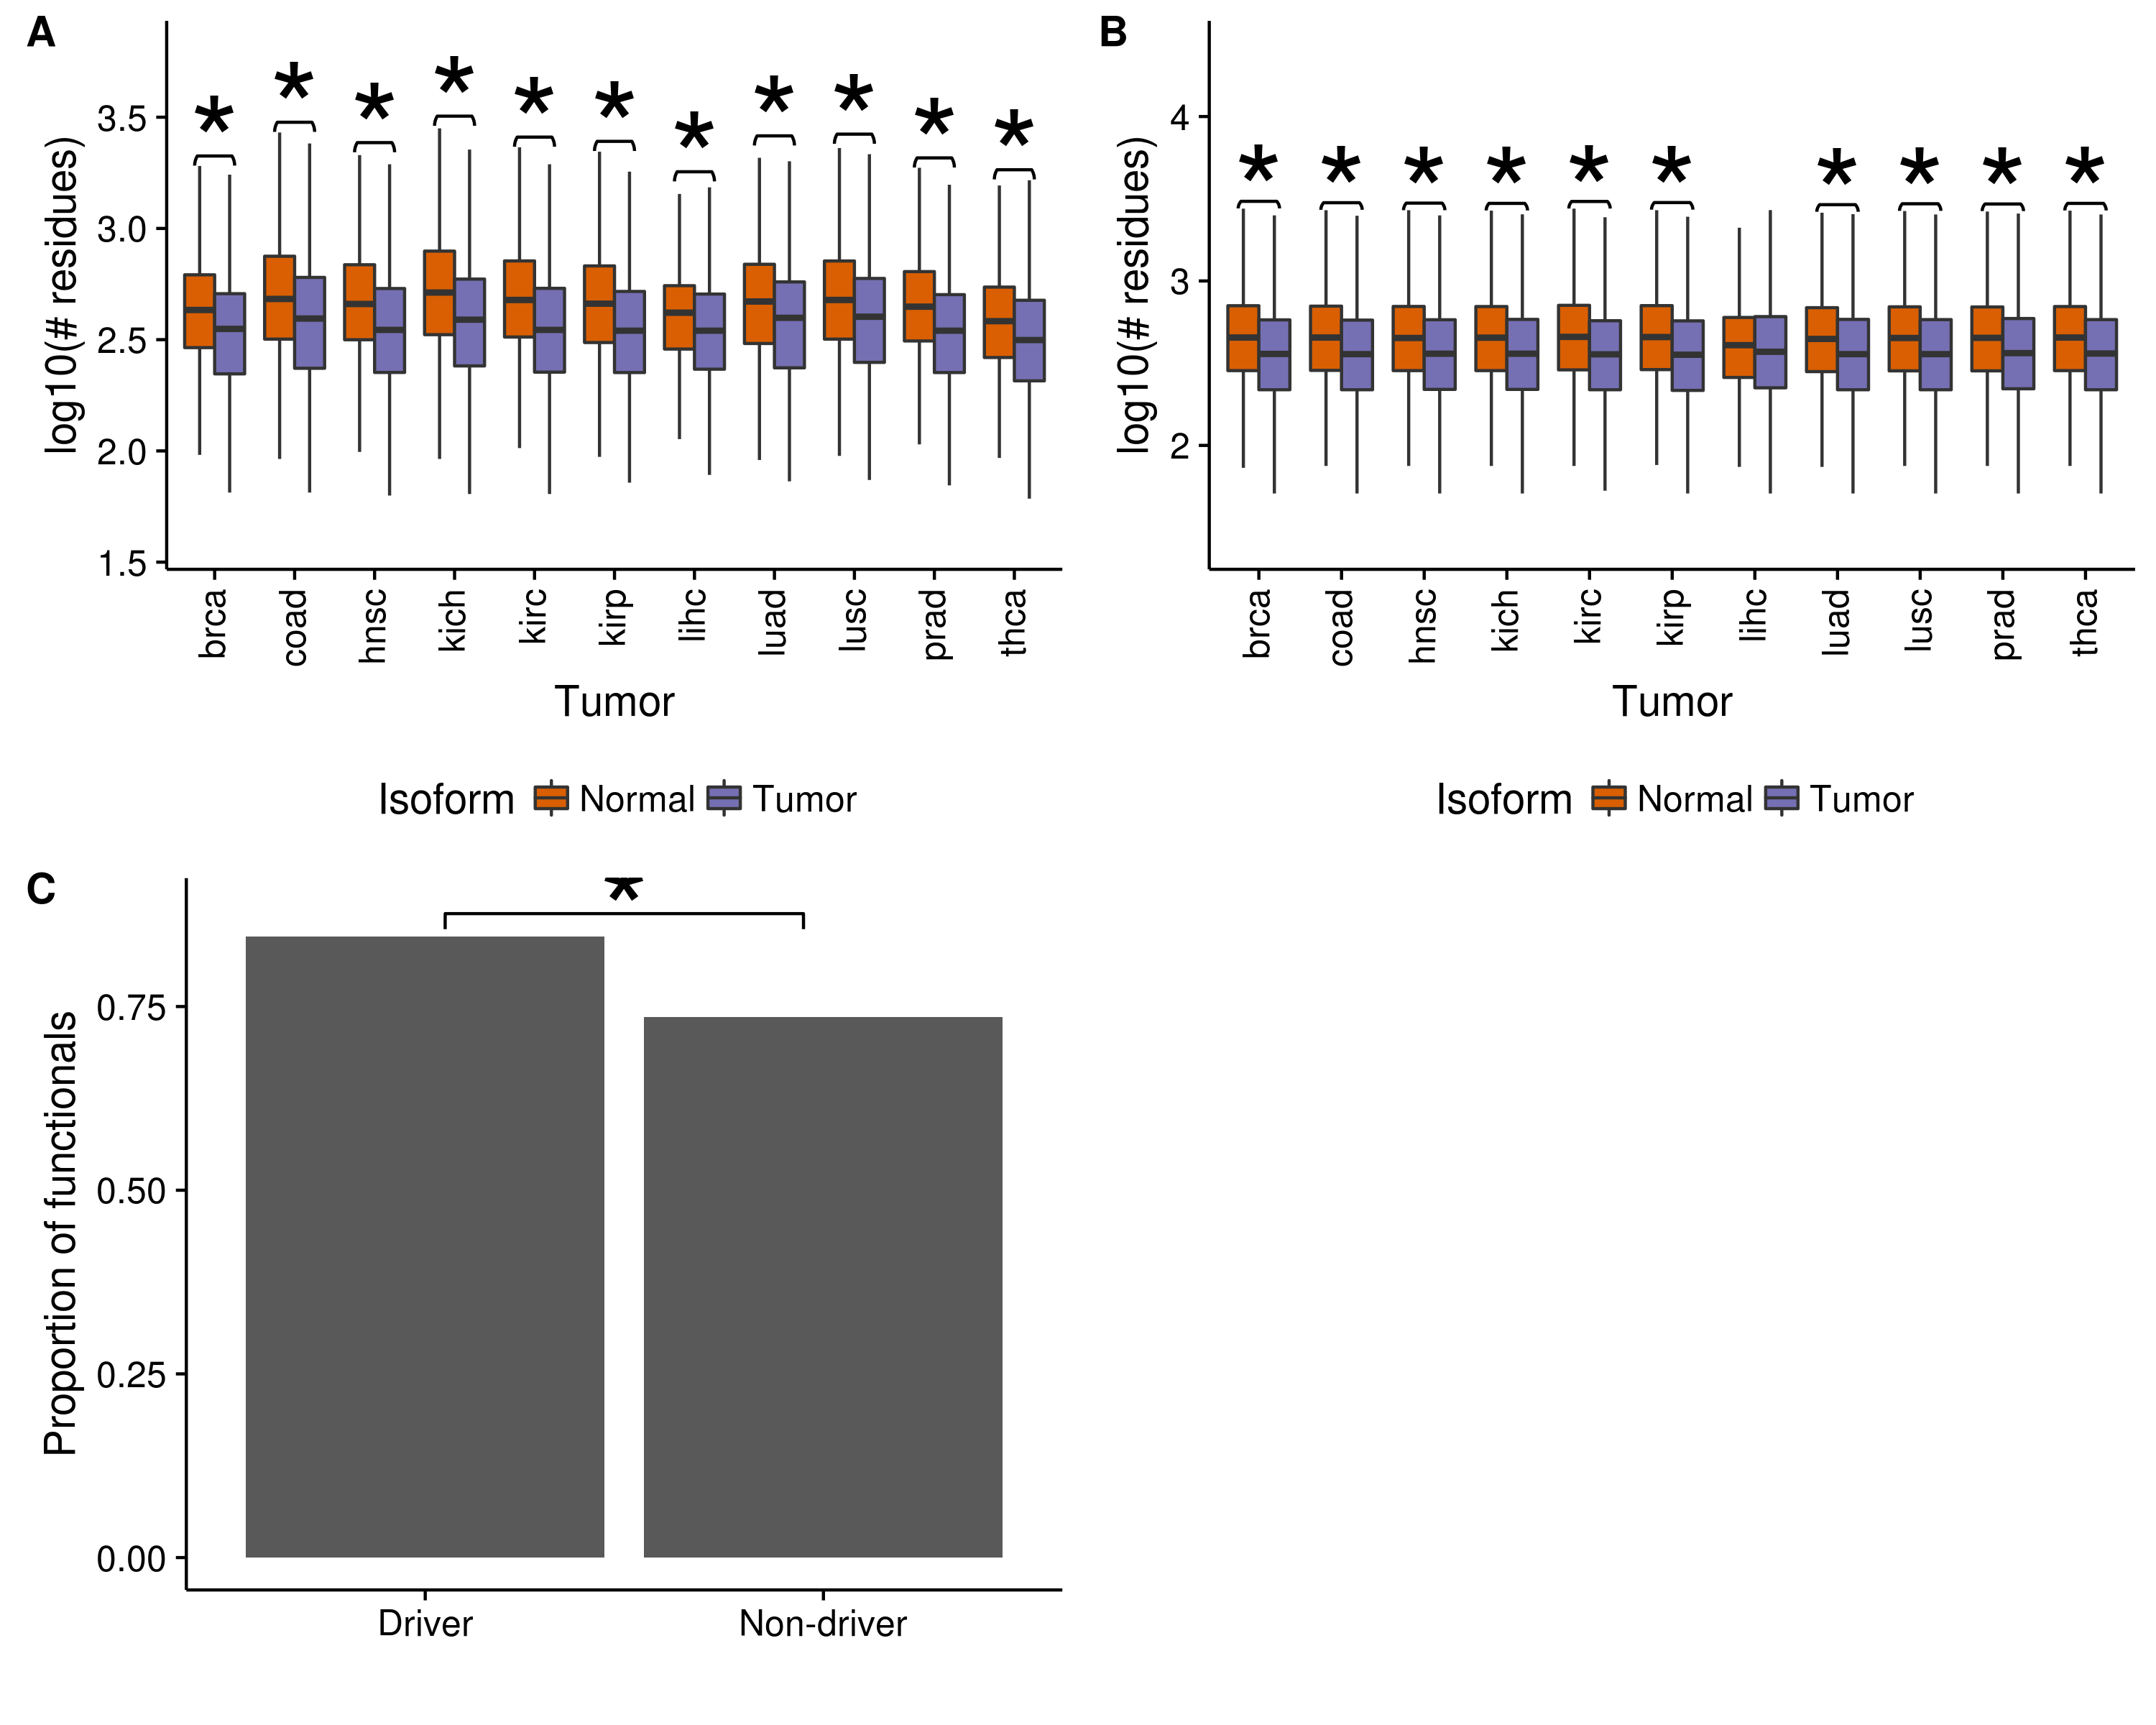 A
log10(# residues)
3.5
3.0
2.5
2.0
1.5
* * * * * * * * * * *
brca coad hnsc kich kirc kirp lihc luad lusc prad thca
Tumor
Isoform Normal Tumor
B
log10(# residues)
4
3
2
* * * * * * * * * *
brca coad hnsc kich kirc kirp lihc luad lusc prad thca
Tumor
Isoform Normal Tumor
C
Proportion of functionals
*
0.75
0.50
0.25
0.00
Driver Non-driver